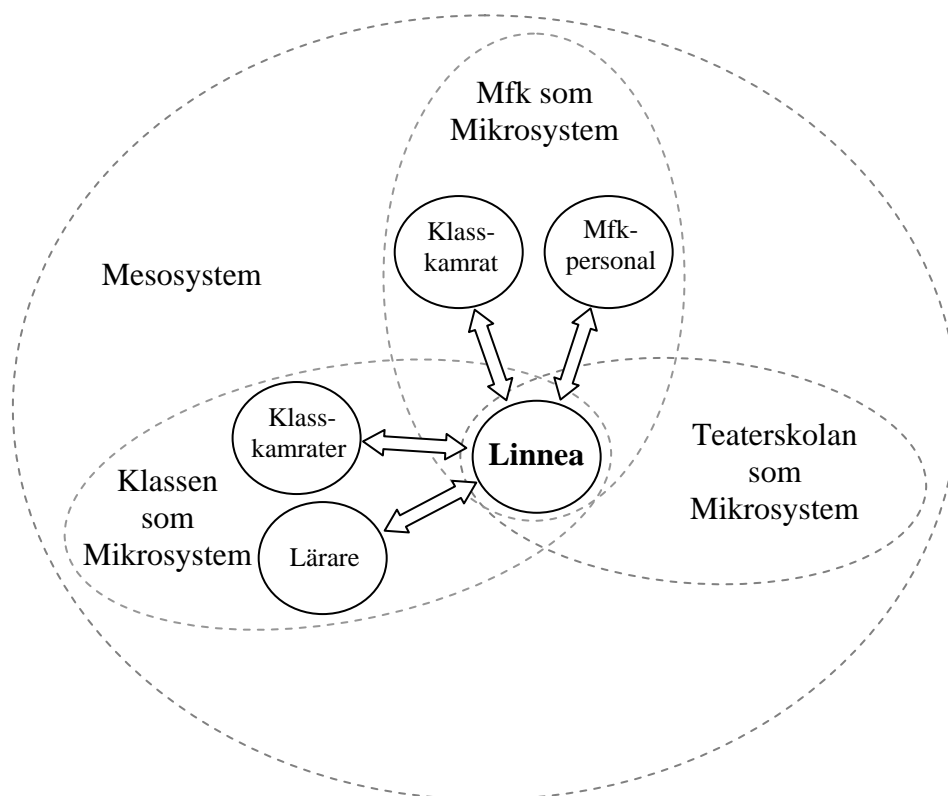 Mfk som
Mikrosystem
Klass-
kamrat
Mfk-
personal
Mesosystem
Klass-
kamrater
Linnea
Teaterskolan
som
Mikrosystem
Klassen
som
Mikrosystem
Lärare